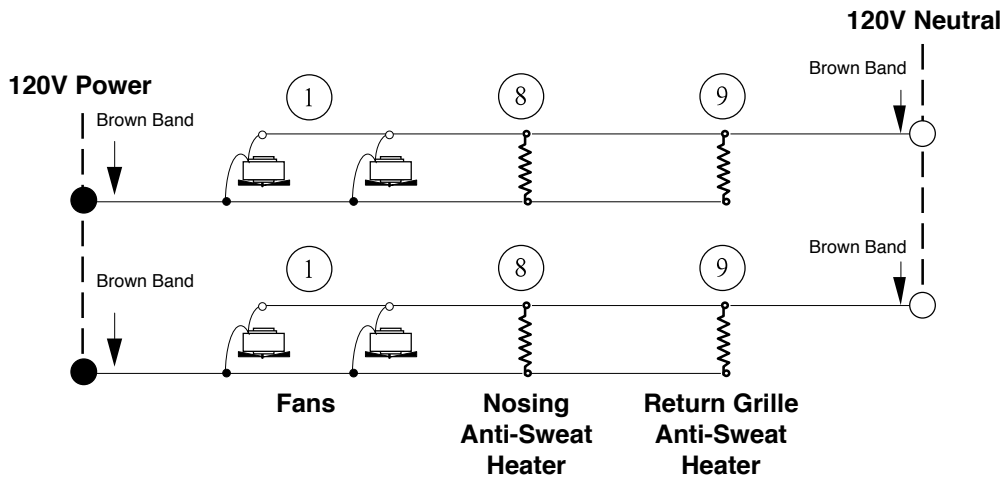 120V Neutral
Brown Band
120V Power
Brown Band
1
8
9
Brown Band
Brown Band
1
8
9
Fans
Nosing
Anti-Sweat
Heater
Return Grille
Anti-Sweat
Heater